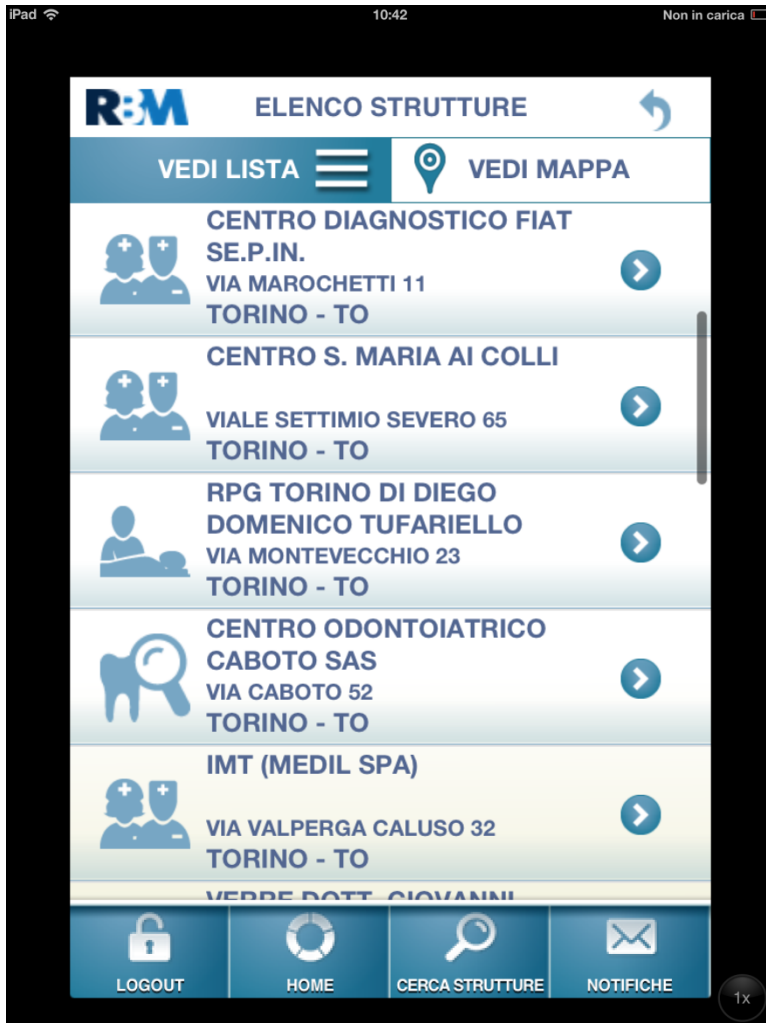 iPad 10:42 Non in carica
RBM ELENCO STRUTTURE
VEDI LISTA VEDI MAPPA
CENTRO DIAGNOSTICO FIAT
SE.P.IN.
VIA MAROCHETTI 11
TORINO - TO
CENTRO S. MARIA AI COLLI
VIALE SETTIMIO SEVERO 65
TORINO - TO
RPG TORINO DI DIEGO
DOMENICO TUFARIELLO
VIA MONTEVECCHIO 23
TORINO - TO
CENTRO ODONTOIATRICO
CABOTO SAS
VIA CABOTO 52
TORINO - TO
IMT (MEDIL SPA)
VIA VALPERGA CALUSO 32
TORINO - TO
VERRE DOTT. GIOVANNI
LOGOUT HOME CERCA STRUTTURE NOTIFICHE
1x